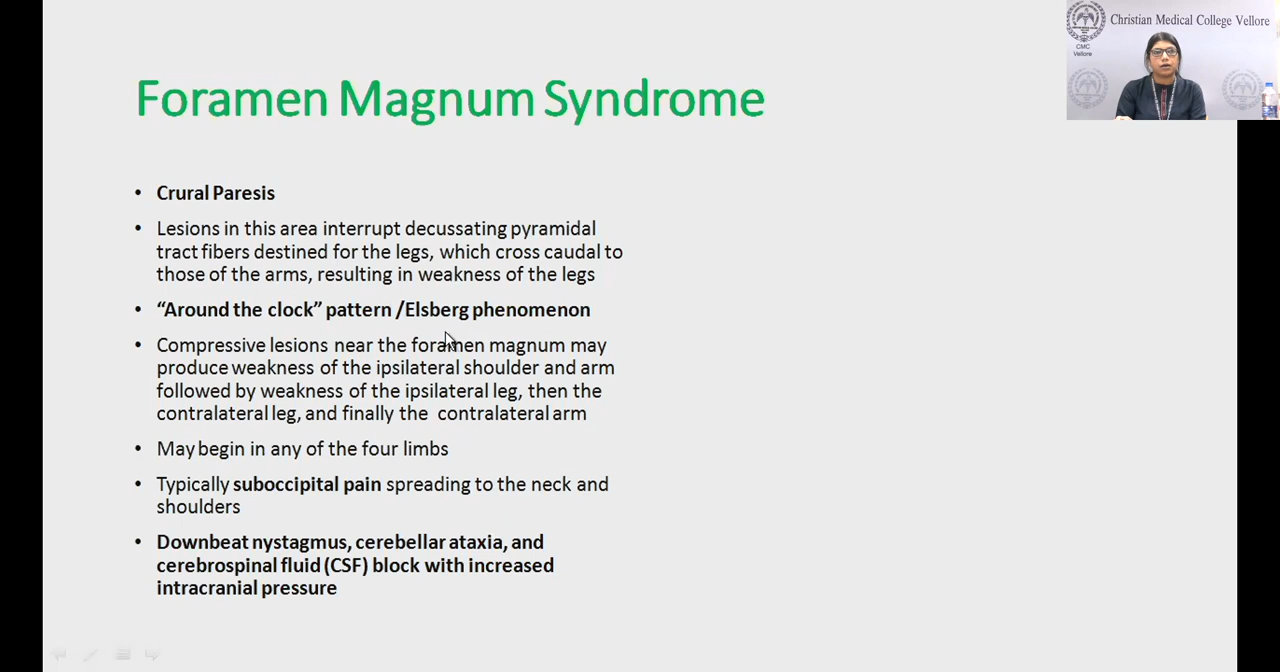 Christian Medical College Vellore
CMC
Vellore
Foramen Magnum Syndrome
• Crural Paresis
• Lesions in this area interrupt decussating pyramidal
tract fibers destined for the legs, which cross caudal to
those of the arms, resulting in weakness of the legs
• “Around the clock” pattern /Elsberg phenomenon
• Compressive lesions near the foramen magnum may
produce weakness of the ipsilateral shoulder and arm
followed by weakness of the ipsilateral leg, then the
contralateral leg, and finally the contralateral arm
• May begin in any of the four limbs
• Typically suboccipital pain spreading to the neck and
shoulders
• Downbeat nystagmus, cerebellar ataxia, and
cerebrospinal fluid (CSF) block with increased
intracranial pressure